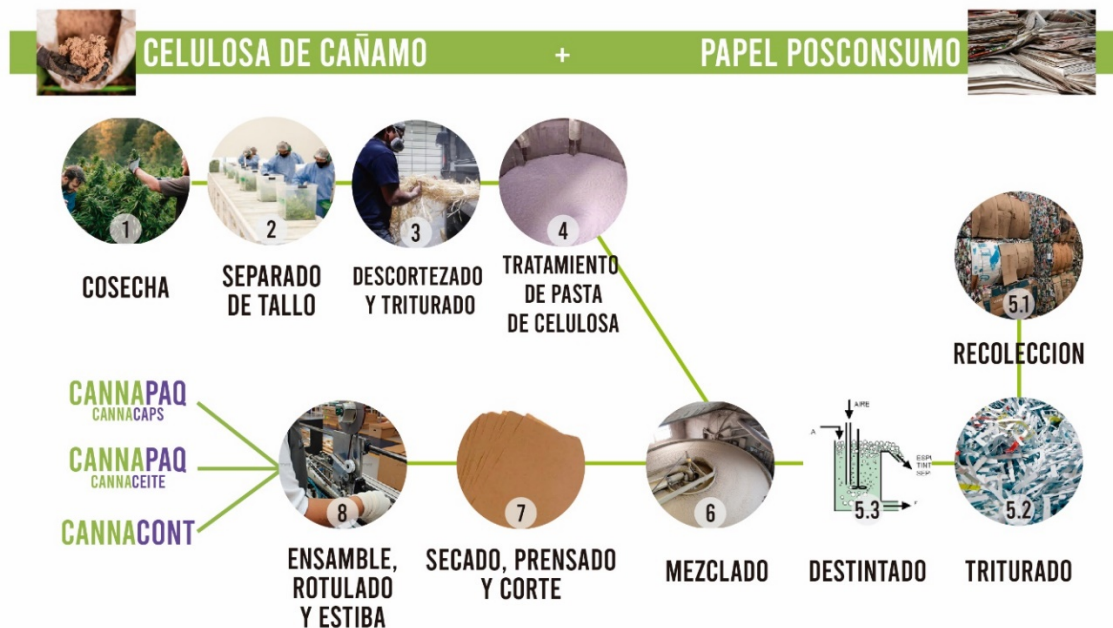 CELULOSA DE CAÑAMO + PAPEL POSCONSUMO
1
COSECHA
2
SEPARADO
DE TALLO
3
DESCORTEZADO
Y TRITURADO
4
TRATAMIENTO
DE PASTA
DE CELULOSA
5.1
RECOLECCION
CANNAPAQ
CANNACAPS
CANNAPAQ
CANNACEITE
CANNACONT
8
ENSAMBLE,
ROTULADO
Y ESTIBA
7
SECADO, PRENSADO
Y CORTE
6
MEZCLADO
AIRE
A
5.3
DESTINTADO
5.2
TRITURADO